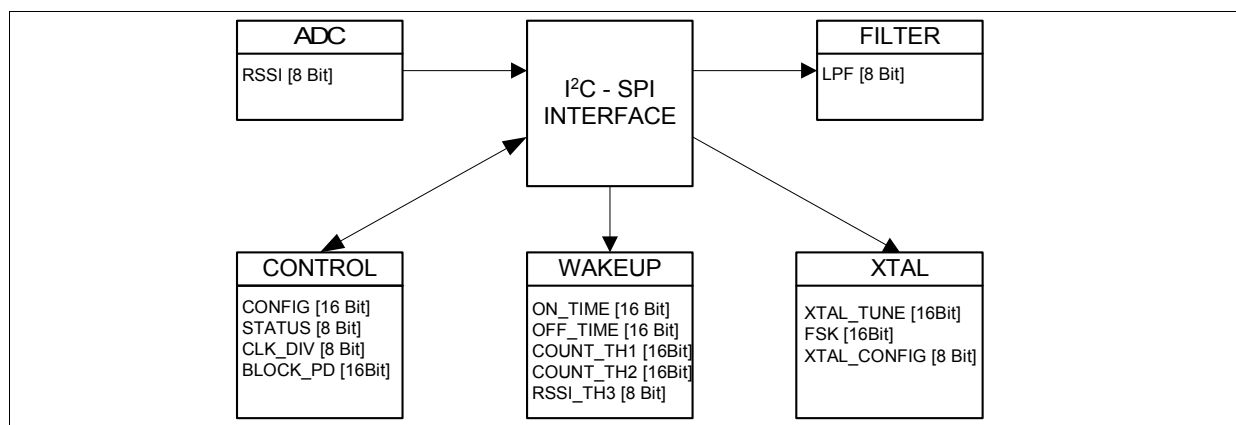 ADC
RSSI [8 Bit]
I²C - SPI
INTERFACE
FILTER
LPF [8 Bit]
CONTROL
CONFIG [16 Bit]
STATUS [8 Bit]
CLK_DIV [8 Bit]
BLOCK_PD [16Bit]
WAKEUP
ON_TIME [16 Bit]
OFF_TIME [16 Bit]
COUNT_TH1 [16Bit]
COUNT_TH2 [16Bit]
RSSI_TH3 [8 Bit]
XTAL
XTAL_TUNE [16Bit]
FSK [16Bit]
XTAL_CONFIG [8 Bit]